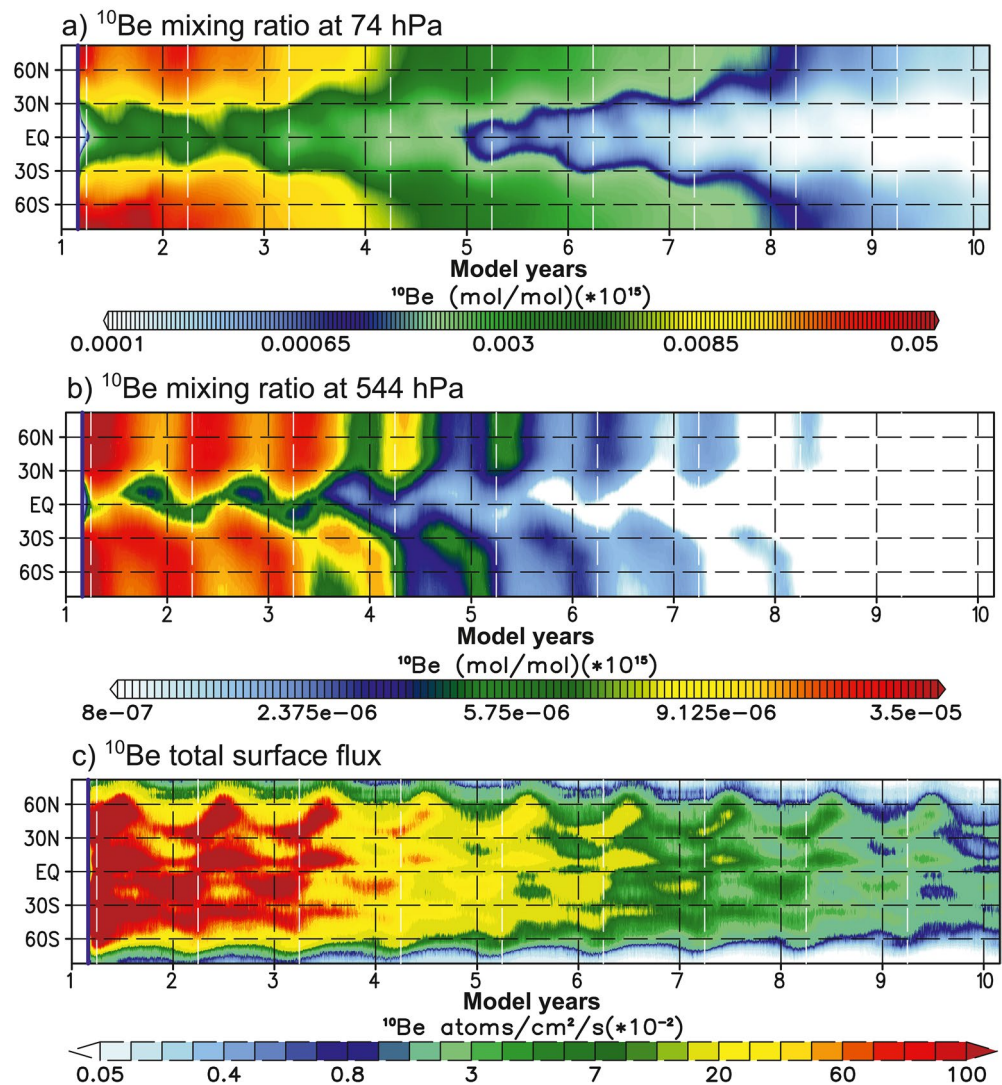 a) ¹⁰Be mixing ratio at 74 hPa
60N
30N
EQ
30S
60S
1 2 3 4 5 6 7 8 9 10
Model years
¹⁰Be (mol/mol)(*10¹⁵)
0.0001 0.00065 0.003 0.0085 0.05
b) ¹⁰Be mixing ratio at 544 hPa
60N
30N
EQ
30S
60S
1 2 3 4 5 6 7 8 9 10
Model years
¹⁰Be (mol/mol)(*10¹⁵)
8e-07 2.375e-06 5.75e-06 9.125e-06 3.5e-05
c) ¹⁰Be total surface flux
60N
30N
EQ
30S
60S
1 2 3 4 5 6 7 8 9 10
Model years
¹⁰Be atoms/cm²/s(*10⁻²)
0.05 0.4 0.8 3 7 20 60 100